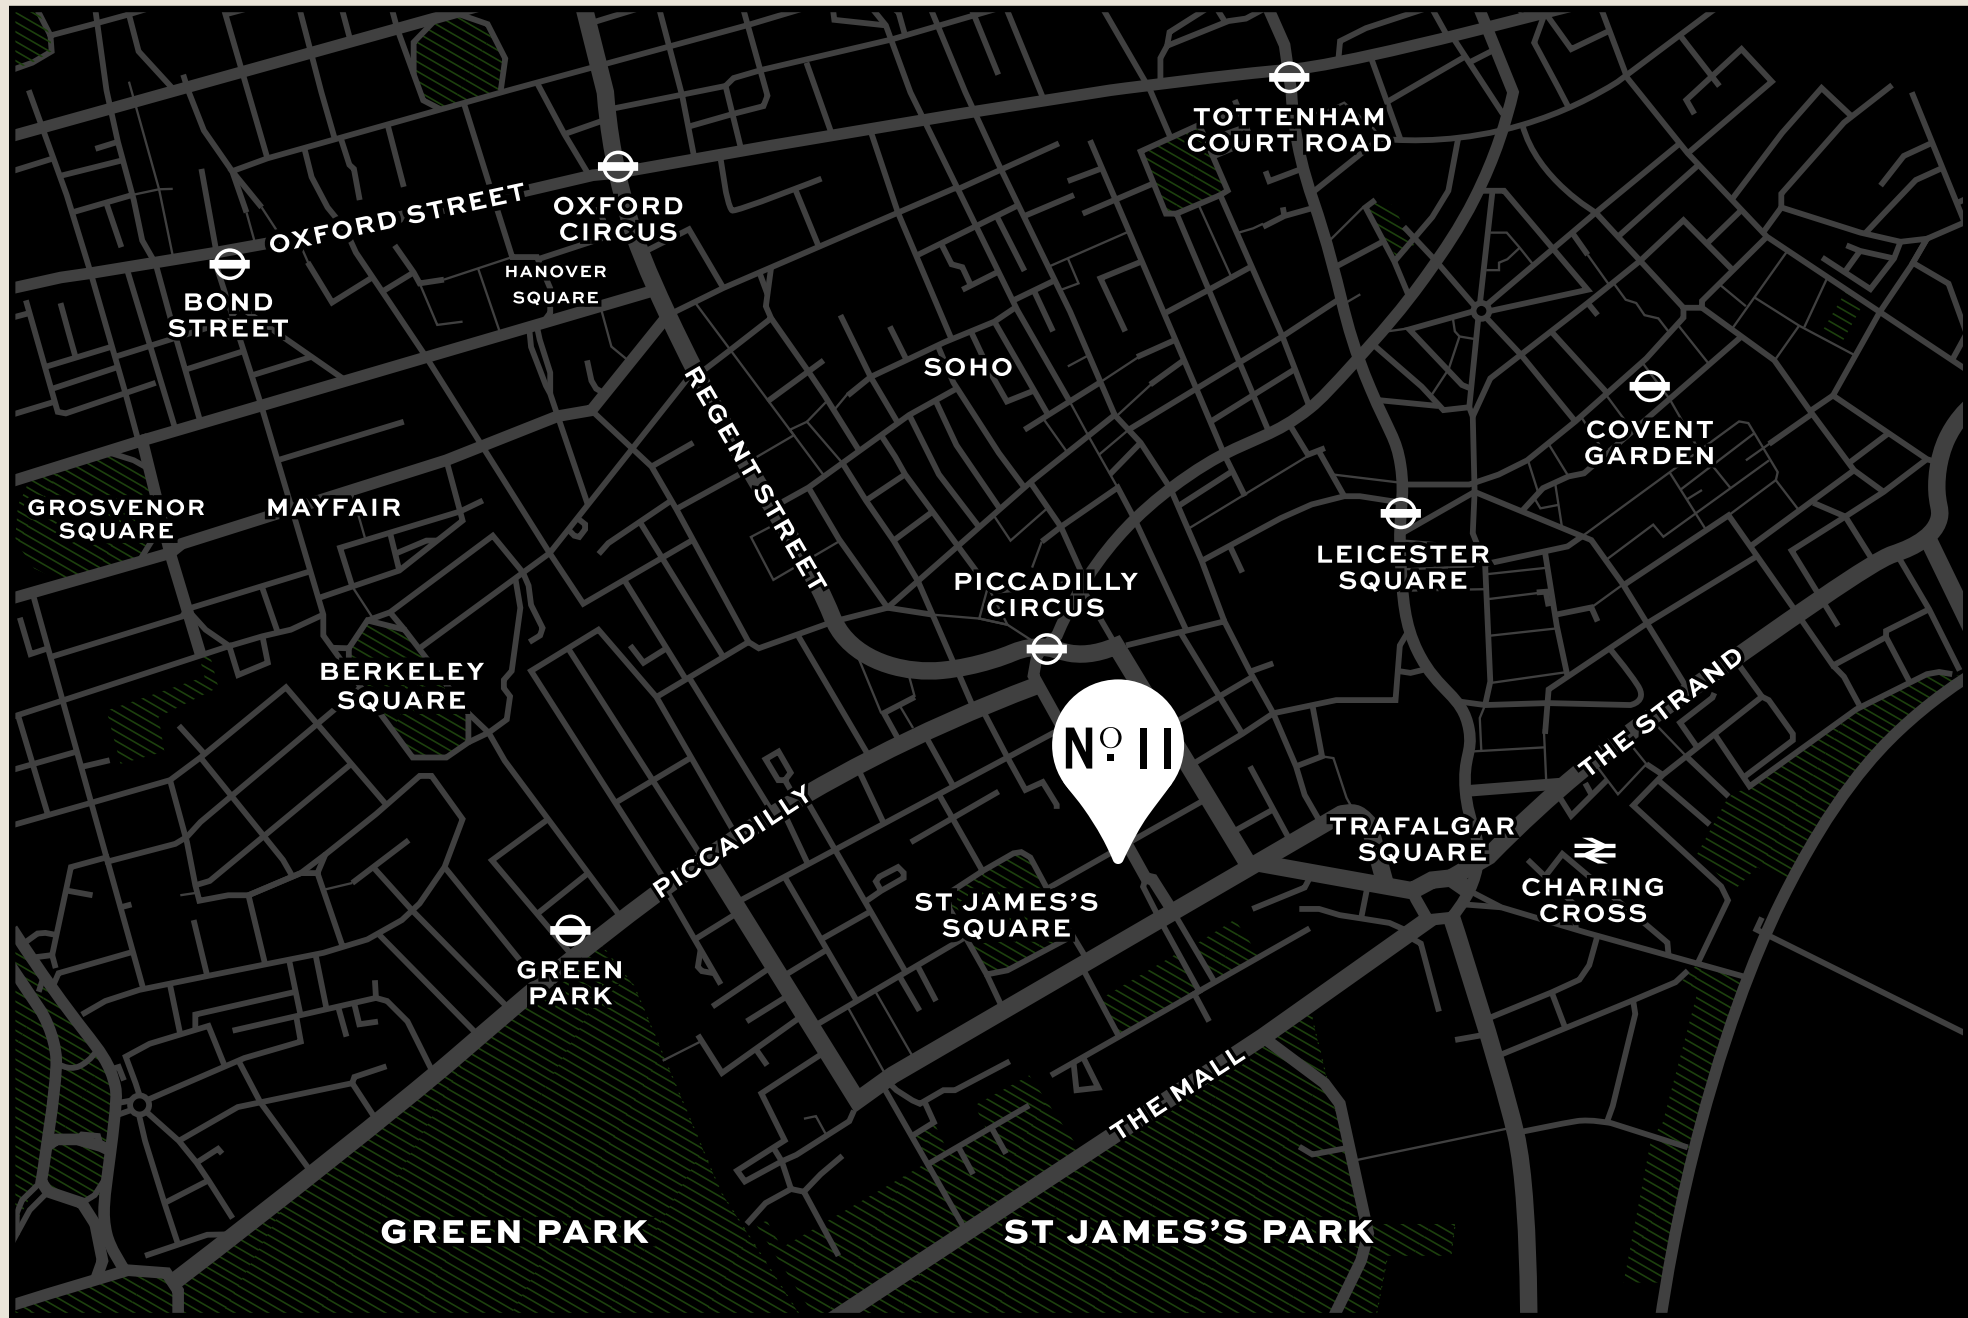 TOTTENHAM
COURT ROAD
OXFORD STREET
OXFORD
CIRCUS
HANOVER
SQUARE
BOND
STREET
REGENT STREET
SOHO
COVENT
GARDEN
GROSVENOR
SQUARE
MAYFAIR
LEICESTER
SQUARE
PICCADILLY
CIRCUS
BERKELEY
SQUARE
THE STRAND
Nº 11
PICCADILLY
TRAFALGAR
SQUARE
CHARING
CROSS
ST JAMES’S
SQUARE
GREEN
PARK
THE MALL
GREEN PARK
ST JAMES’S PARK